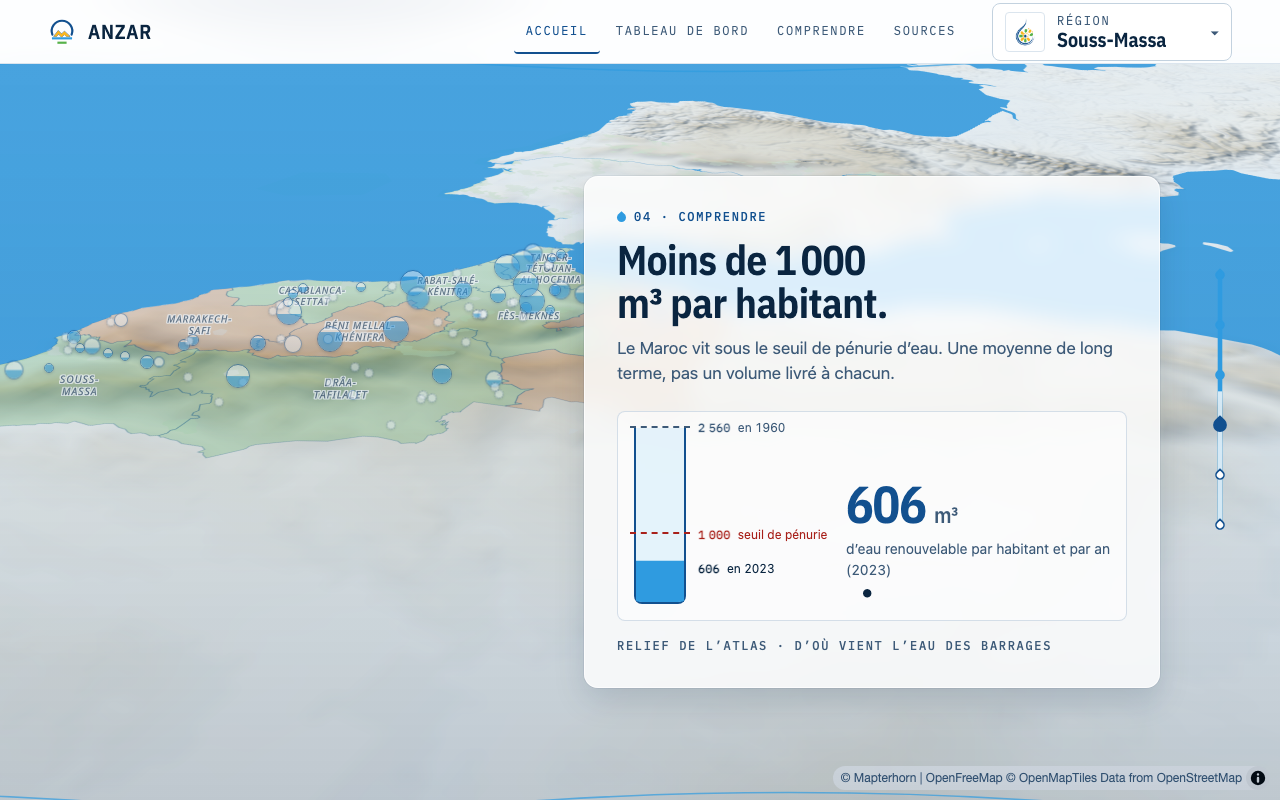 ANZAR
ACCUEIL
TABLEAU DE BORD
COMPRENDRE
SOURCES
RÉGION
Souss-Massa
04 · COMPRENDRE
Moins de 1 000
m³ par habitant.
Le Maroc vit sous le seuil de pénurie d’eau. Une moyenne de long
terme, pas un volume livré à chacun.
2 560 en 1960
1 000 seuil de pénurie
606 en 2023
606 m³
d’eau renouvelable par habitant et par an
(2023)
RELIEF DE L’ATLAS · D’OÙ VIENT L’EAU DES BARRAGES
TANGER-
TÉTOUAN-
AL-HOCEIMA
RABAT-SALÉ-
KÉNITRA
CASABLANCA-
SETTAT
FÈS-MEKNÈS
MARRAKECH-
SAFI
BÉNI MELLAL-
KHÉNIFRA
SOUSS-
MASSA
DRÂA-
TAFILALET
© Mapterhorn | OpenFreeMap © OpenMapTiles Data from OpenStreetMap